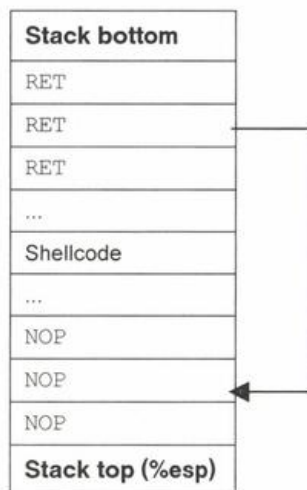 Stack bottom
RET
RET
RET
...
Shellcode
...
NOP
NOP
NOP
Stack top (%esp)